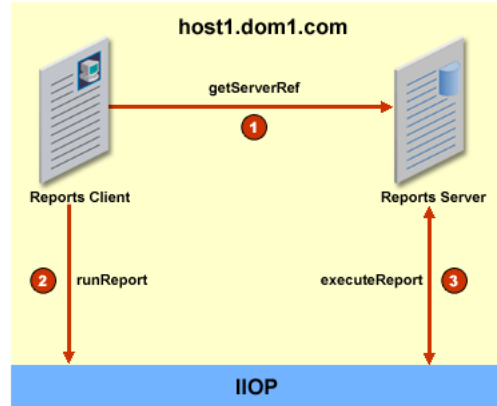 host1.dom1.com
getServerRef
1
Reports Client
Reports Server
2
runReport
executeReport
3
IIOP